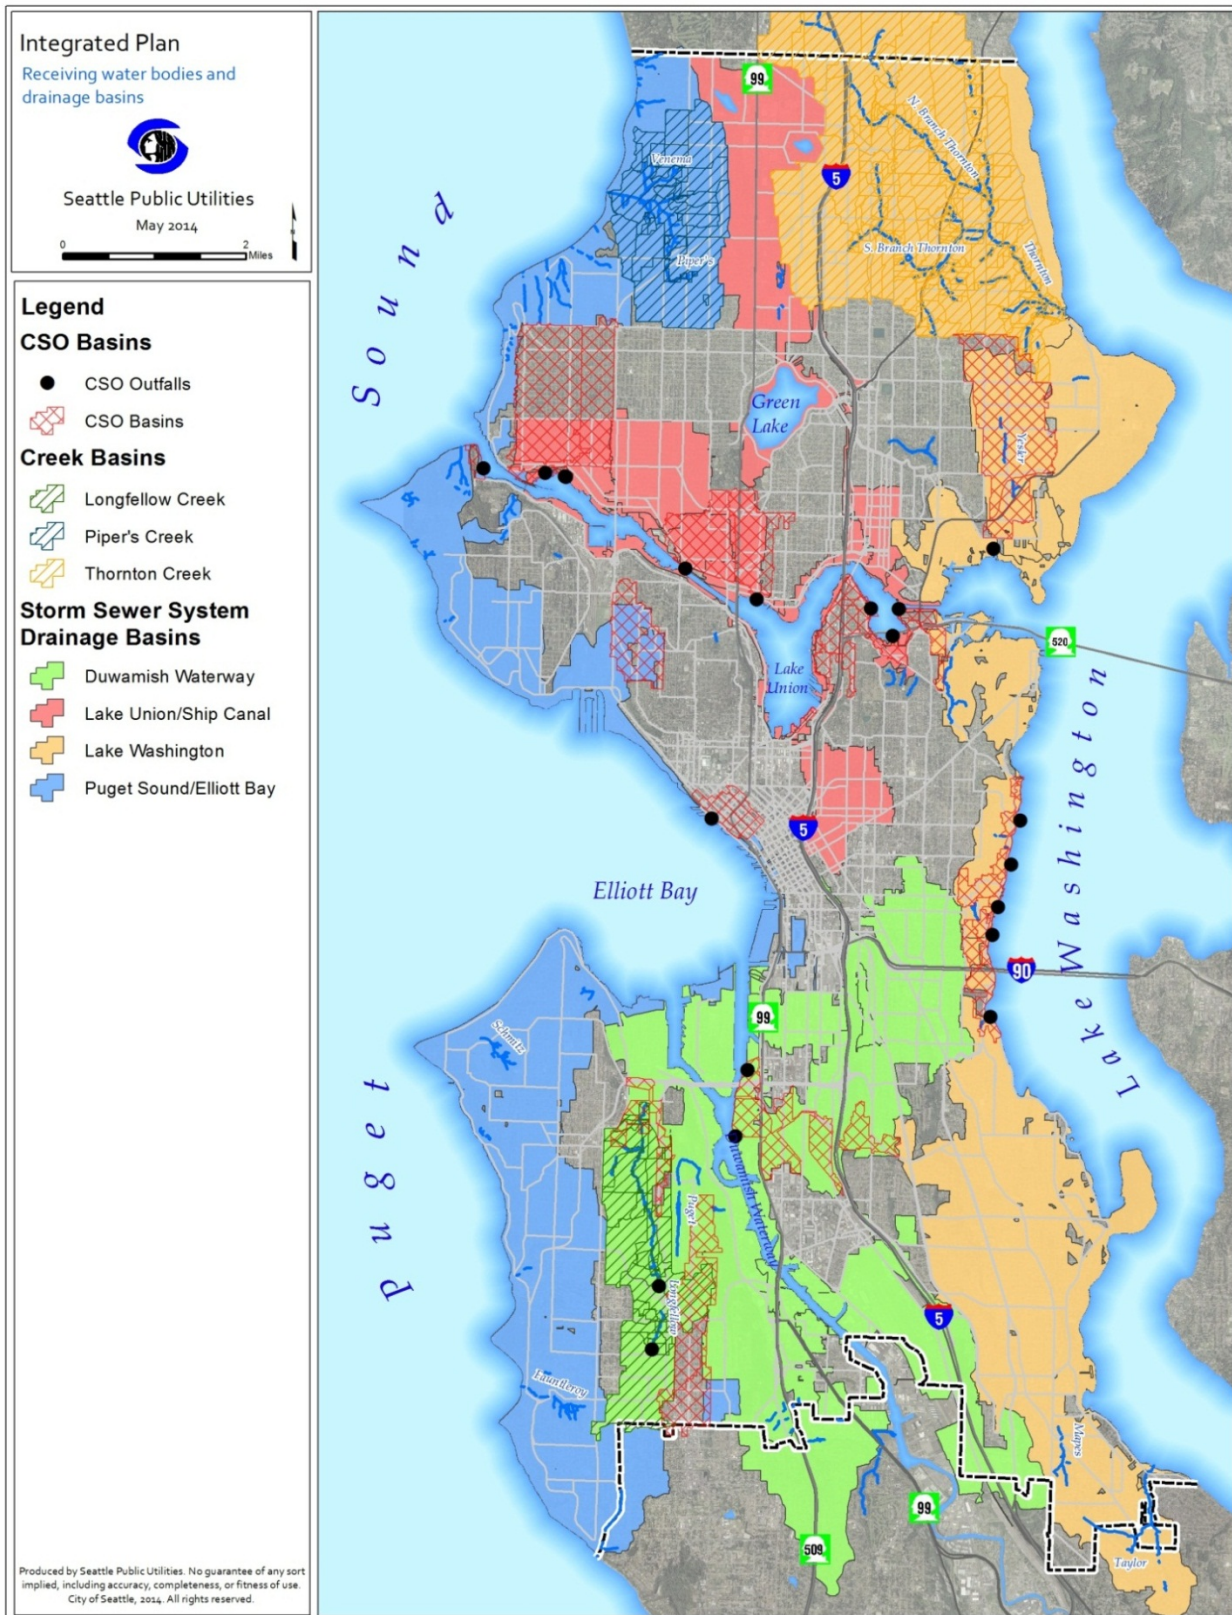 Integrated Plan
Receiving water bodies and
drainage basins
Seattle Public Utilities
May 2014
0 2
Miles
Legend
CSO Basins
CSO Outfalls
CSO Basins
Creek Basins
Longfellow Creek
Piper's Creek
Thornton Creek
Storm Sewer System
Drainage Basins
Duwamish Waterway
Lake Union/Ship Canal
Lake Washington
Puget Sound/Elliott Bay
Produced by Seattle Public Utilities. No guarantee of any sort
implied, including accuracy, completeness, or fitness of use.
City of Seattle, 2014. All rights reserved.
99
N. Branch Thornton
Venema
5
S. Branch Thornton
Thornton
Piper's
Sound
Green
Lake
Yesler
520
Lake
Union
Lake Washington
5
Elliott Bay
90
99
Schmitz
Puget
Duwamish Waterway
Puget
Longfellow
5
Fauntleroy
Mapes
99
509
Taylor